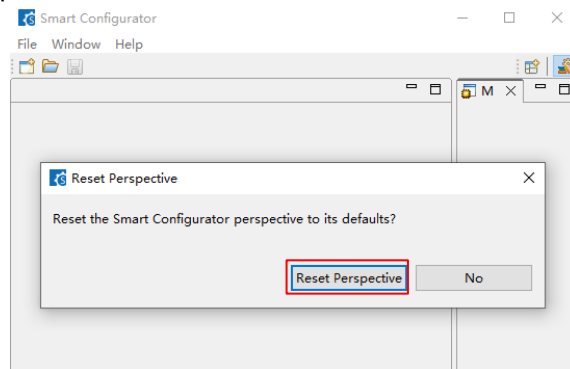 Smart Configurator
File Window Help
M
Reset Perspective
Reset the Smart Configurator perspective to its defaults?
Reset Perspective No